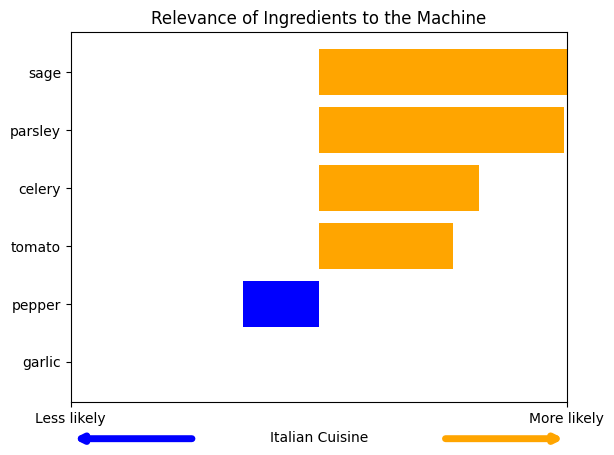 Relevance of Ingredients to the Machine
sage
parsley
celery
tomato
pepper
garlic
Less likely
More likely
Italian Cuisine